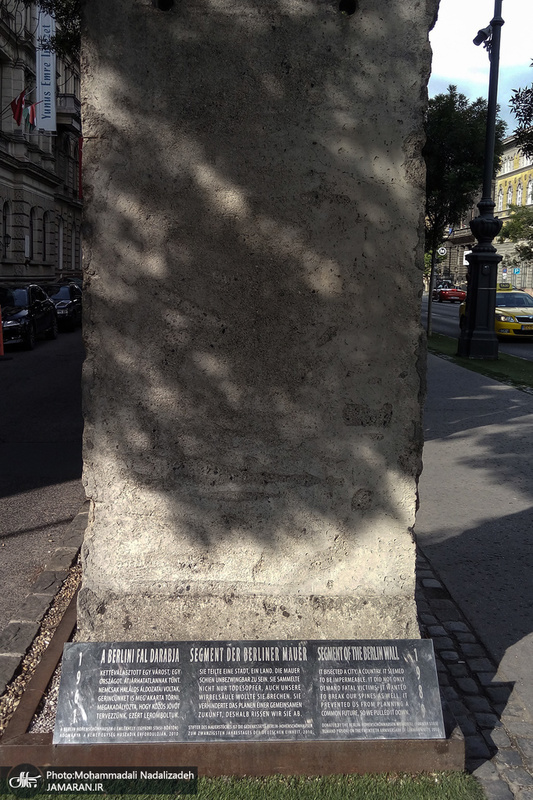 Yunus Emre
A BERLINI FAL DARABJA
KETTÉVÁLASZTOTT EGY VÁROST, EGY
ORSZÁGOT. ÁTJÁRHATATLANNAK TŰNT.
NEMCSAK HALÁLOS ÁLDOZATAI VOLTAK,
GERINCÜNKET IS MEGAKARTA TÖRNI.
MEGAKADÁLYOZTA, HOGY KÖZÖS JÖVŐT
TERVEZZÜNK, EZÉRT LEROMBOLTUK.
SEGMENT DER BERLINER MAUER
SIE TEILTE EINE STADT, EIN LAND. DIE MAUER
SCHIEN UNBEZWINGBAR ZU SEIN. SIE SAMMELTE
NICHT NUR TODESOPFER, AUCH UNSERE
WIRBELSÄULE WOLLTE SIE BRECHEN. SIE
VERHINDERTE DAS PLANEN EINER GEMEINSAMEN
ZUKUNFT, DESHALB RISSEN WIR SIE AB.
SEGMENT OF THE BERLIN WALL
IT BISECTED A CITY, A COUNTRY. IT SEEMED
TO BE IMPERMEABLE. IT DID NOT ONLY
DEMAND FATAL VICTIMS, IT WANTED
TO BREAK OUR SPINES AS WELL. IT
PREVENTED US FROM PLANNING A
COMMON FUTURE, SO WE PULLED IT DOWN.
1
9
Photo:Mohammadali Nadalizadeh
JAMARAN.IR